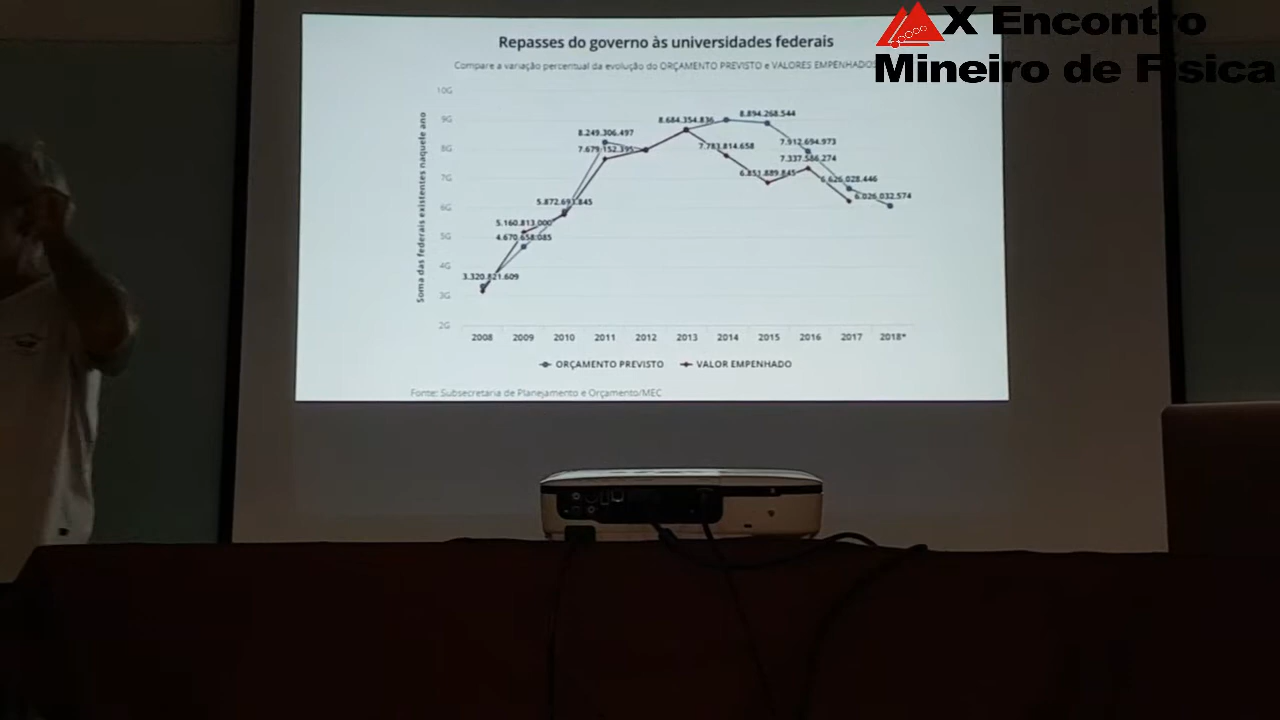 X Encontro
Mineiro de Física
Repasses do governo às universidades federais
Compare a variação percentual da evolução do ORÇAMENTO PREVISTO e VALORES EMPENHADOS
Soma das federais existentes naquele ano
10G
9G
8G
7G
6G
5G
4G
3G
2G
3.320.821.609
5.160.813.000
4.670.658.085
5.872.693.845
8.249.306.497
7.679.152.395
8.684.354.836
7.783.814.658
8.894.268.544
7.912.694.973
7.337.586.274
6.626.028.446
6.026.032.574
2008 2009 2010 2011 2012 2013 2014 2015 2016 2017 2018*
ORÇAMENTO PREVISTO VALOR EMPENHADO
Fonte: Subsecretaria de Planejamento e Orçamento/MEC